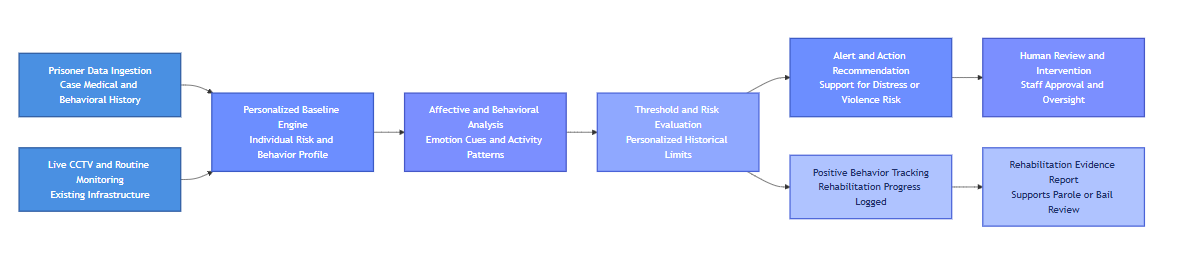 Prisoner Data Ingestion
Case Medical and
Behavioral History
Live CCTV and Routine
Monitoring
Existing Infrastructure
Personalized Baseline
Engine
Individual Risk and
Behavior Profile
Affective and Behavioral
Analysis
Emotion Cues and Activity
Patterns
Threshold and Risk
Evaluation
Personalized Historical
Limits
Alert and Action
Recommendation
Support for Distress or
Violence Risk
Human Review and
Intervention
Staff Approval and
Oversight
Positive Behavior Tracking
Rehabilitation Progress
Logged
Rehabilitation Evidence
Report
Supports Parole or Bail
Review